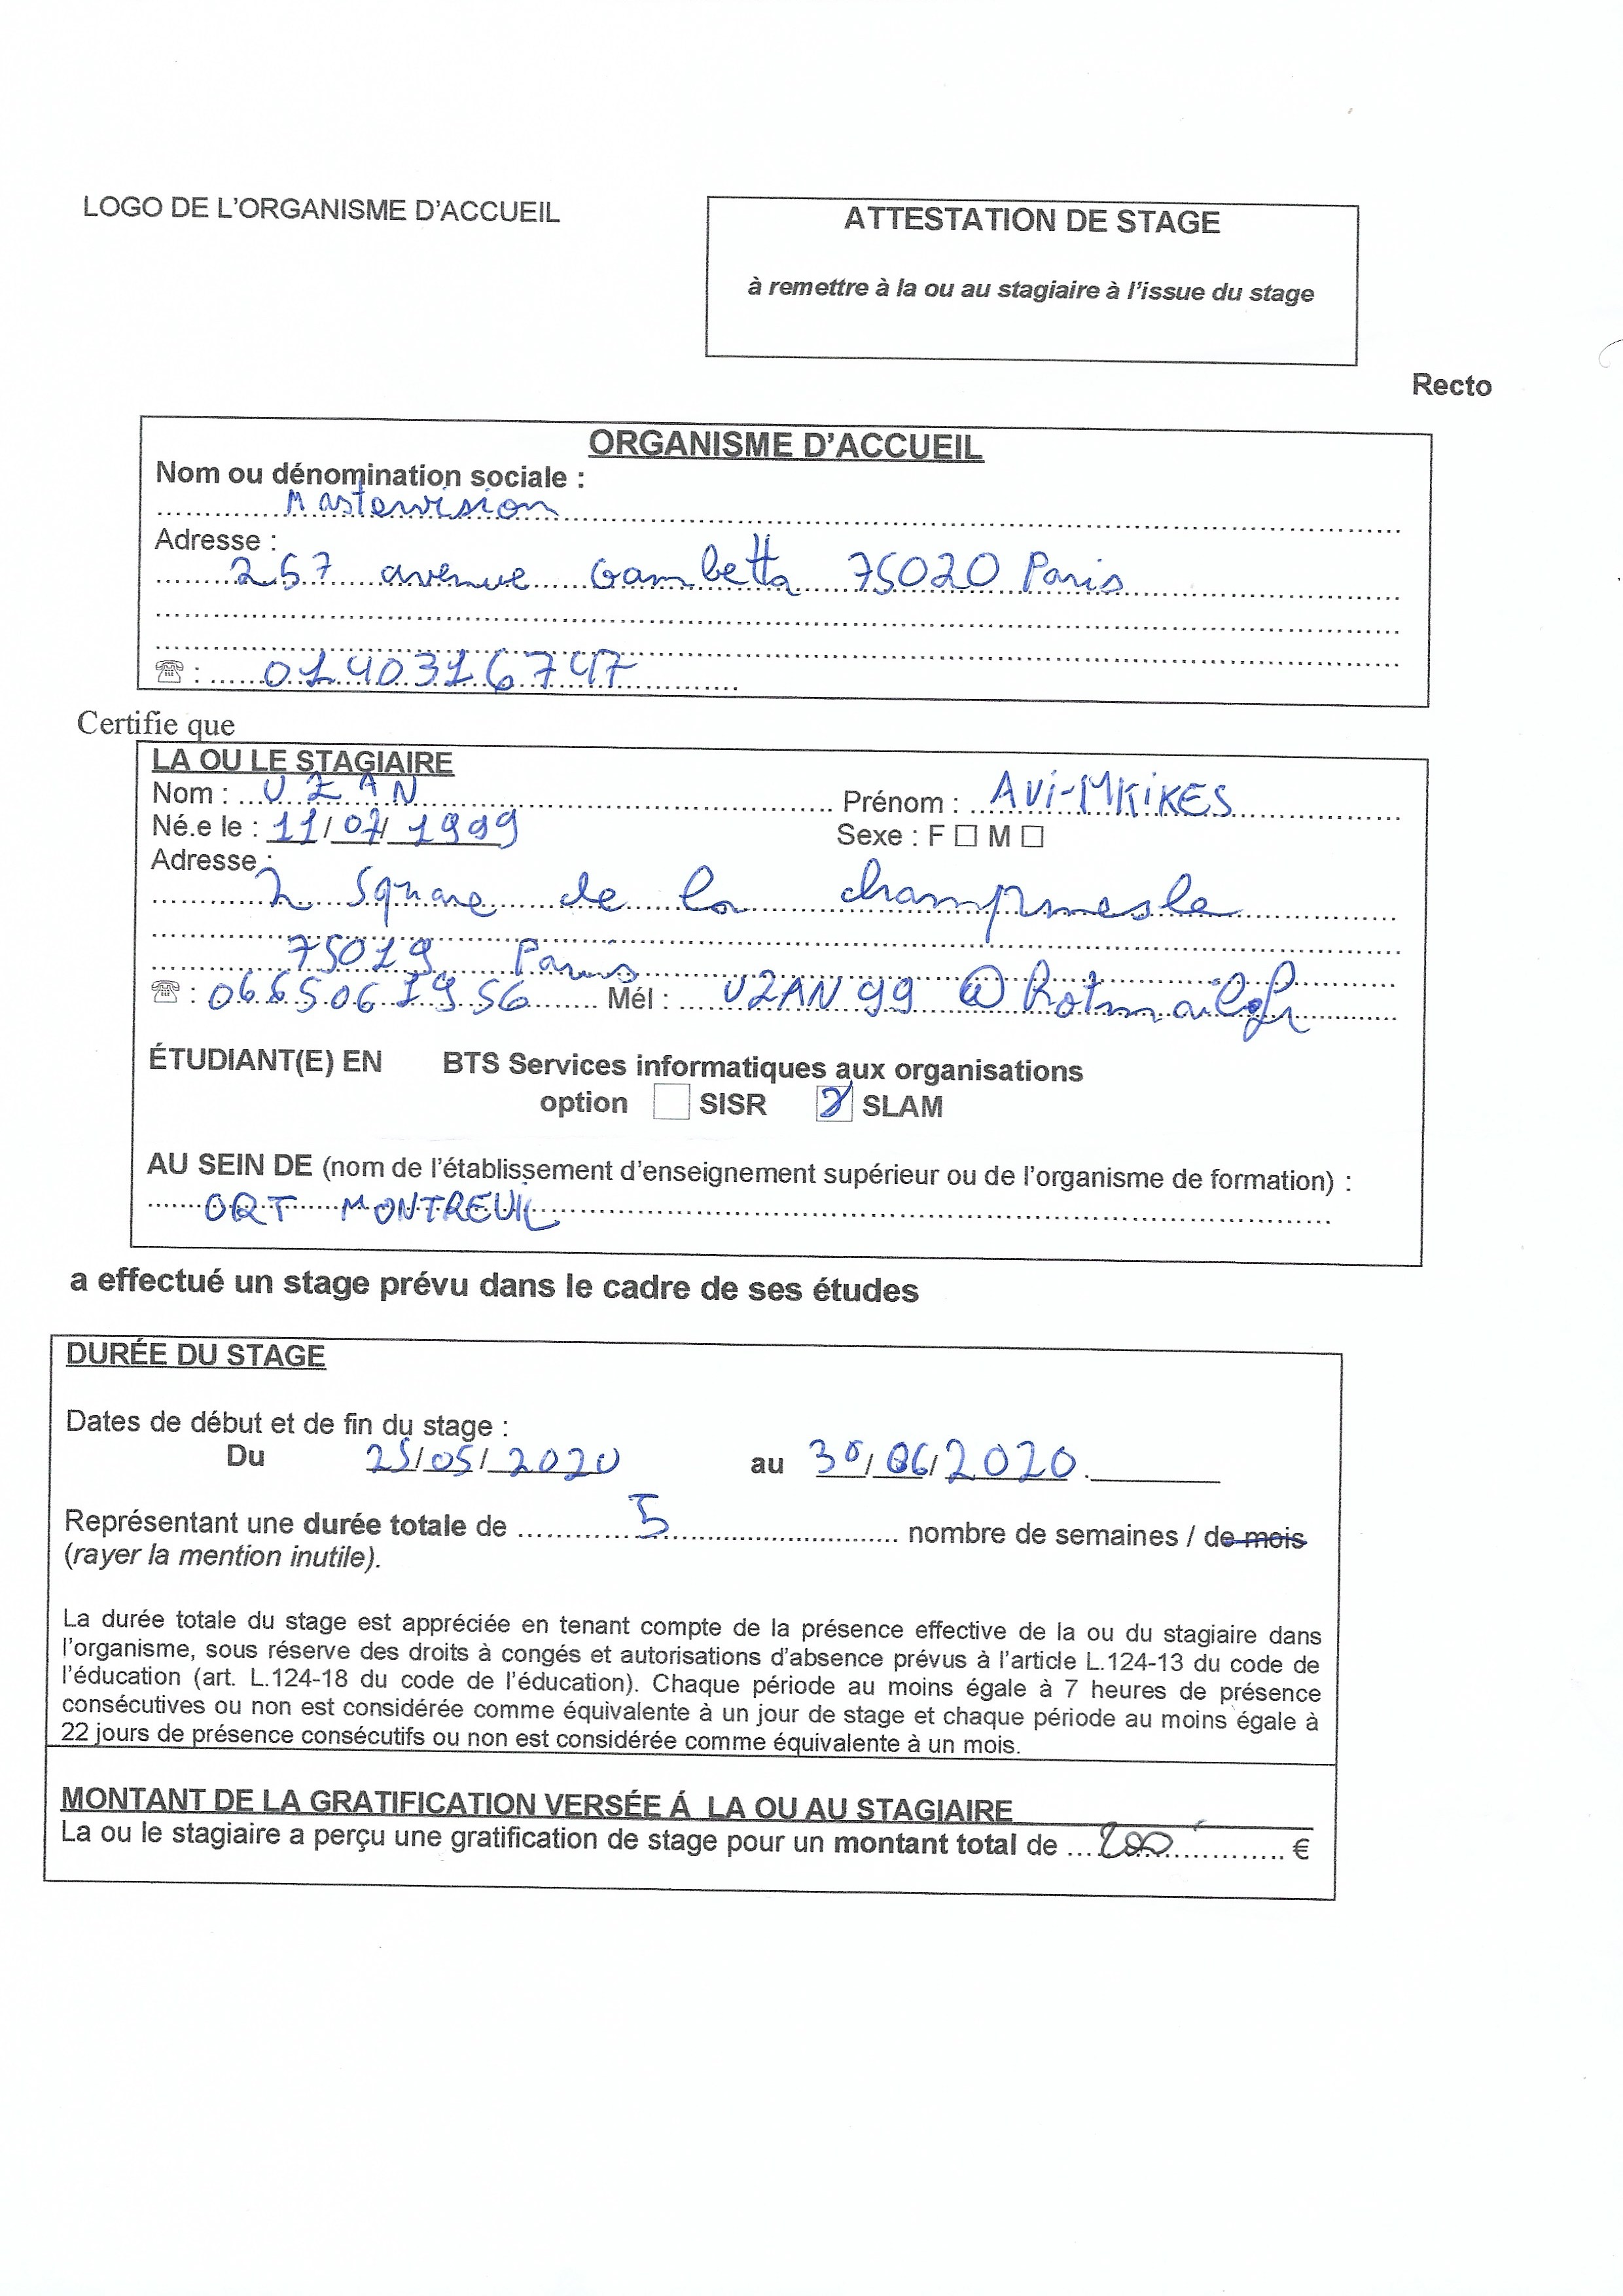 LOGO DE L'ORGANISME D'ACCUEIL
ATTESTATION DE STAGE
à remettre à la ou au stagiaire à l'issue du stage
Recto
ORGANISME D'ACCUEIL
Nom ou dénomination sociale :
Mastervision
Adresse :
257 avenue Gambetta 75020 Paris
☏ : 0140316747
Certifie que
LA OU LE STAGIAIRE
Nom : UZAN Prénom : AVI-MKIKES
Né.e le : 11/07/1999 Sexe : F ☐ M ☐
Adresse :
2 Square de la champmesle
75019 Paris
☏ : 0665061956 Mél : UZAN99@hotmail.fr
ÉTUDIANT(E) EN BTS Services informatiques aux organisations
option ☐ SISR ☒ SLAM
AU SEIN DE (nom de l'établissement d'enseignement supérieur ou de l'organisme de formation) :
ORT MONTREUIL
a effectué un stage prévu dans le cadre de ses études
DURÉE DU STAGE
Dates de début et de fin du stage :
Du 25/05/2020 au 30/06/2020
Représentant une durée totale de 5 nombre de semaines / de mois
(rayer la mention inutile).
La durée totale du stage est appréciée en tenant compte de la présence effective de la ou du stagiaire dans
l'organisme, sous réserve des droits à congés et autorisations d'absence prévus à l'article L.124-13 du code de
l'éducation (art. L.124-18 du code de l'éducation). Chaque période au moins égale à 7 heures de présence
consécutives ou non est considérée comme équivalente à un jour de stage et chaque période au moins égale à
22 jours de présence consécutifs ou non est considérée comme équivalente à un mois.
MONTANT DE LA GRATIFICATION VERSÉE Á LA OU AU STAGIAIRE
La ou le stagiaire a perçu une gratification de stage pour un montant total de 200 €